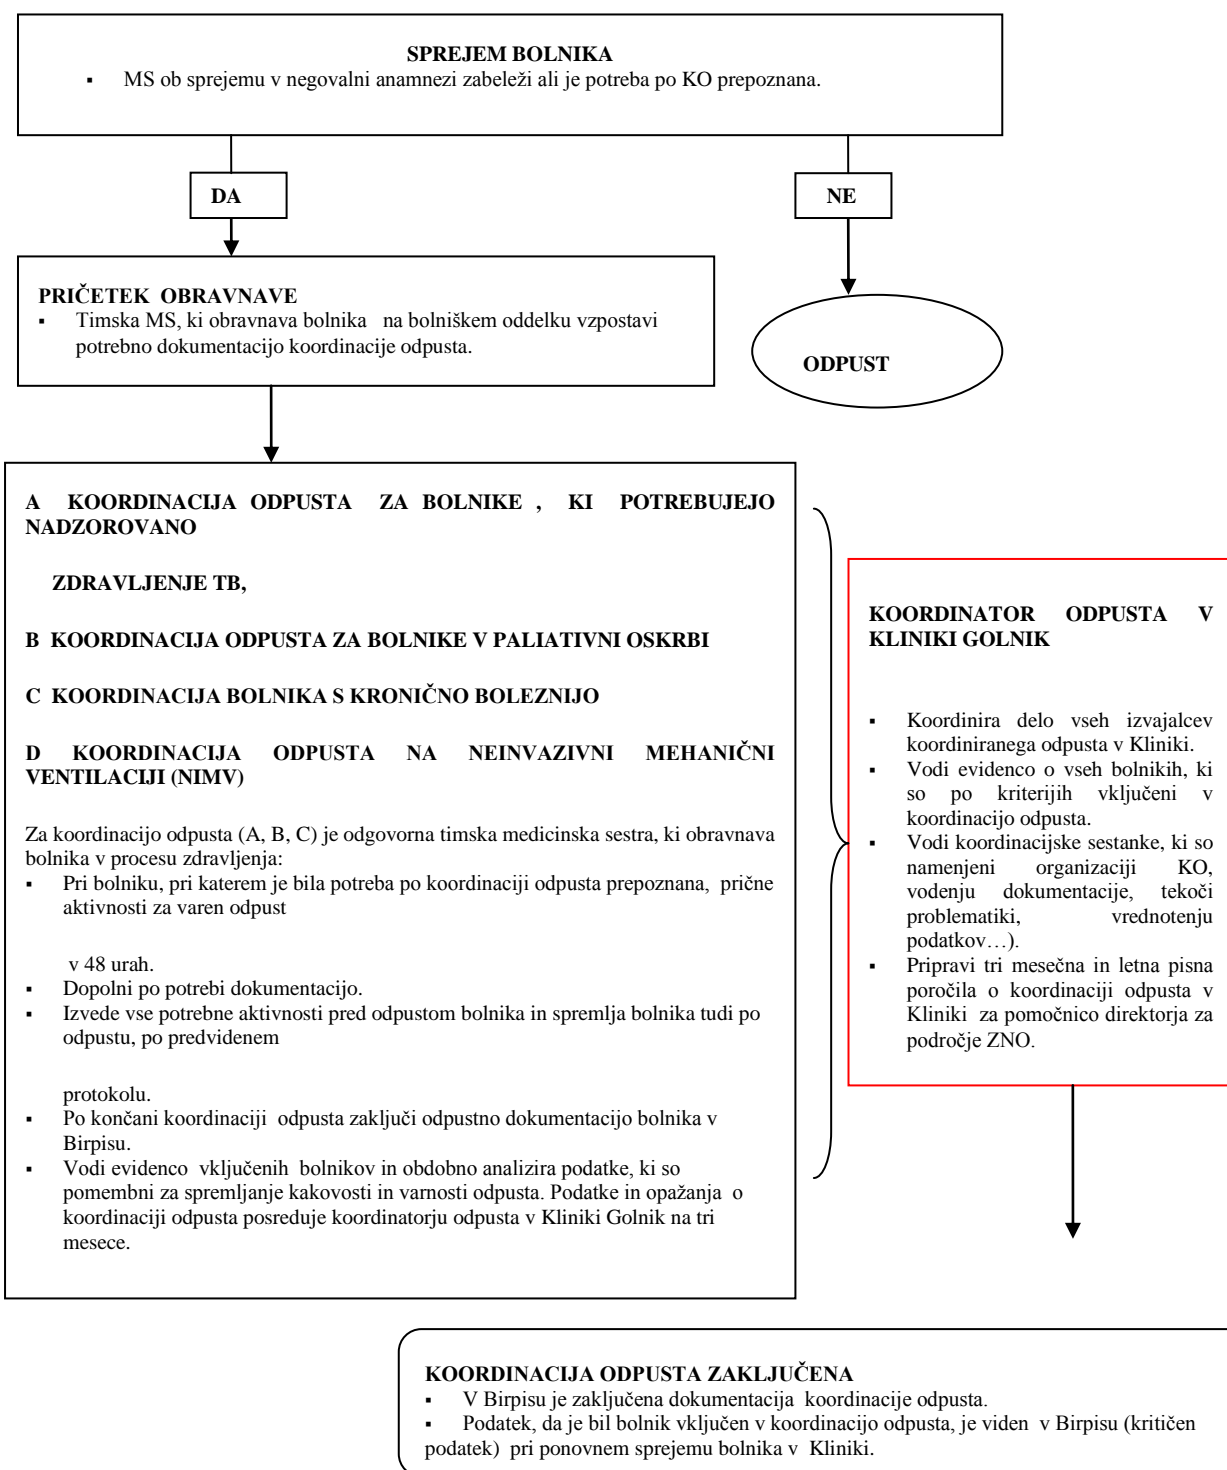 SPREJEM BOLNIKA
▪ MS ob sprejemu v negovalni anamnezi zabeleži ali je potreba po KO prepoznana.
DA
NE
PRIČETEK OBRAVNAVE
▪ Timska MS, ki obravnava bolnika na bolniškem oddelku vzpostavi
potrebno dokumentacijo koordinacije odpusta.
ODPUST
A KOORDINACIJA ODPUSTA ZA BOLNIKE , KI POTREBUJEJO
NADZOROVANO
ZDRAVLJENJE TB,
B KOORDINACIJA ODPUSTA ZA BOLNIKE V PALIATIVNI OSKRBI
C KOORDINACIJA BOLNIKA S KRONIČNO BOLEZNIJO
D KOORDINACIJA ODPUSTA NA NEINVAZIVNI MEHANIČNI
VENTILACIJI (NIMV)
Za koordinacijo odpusta (A, B, C) je odgovorna timska medicinska sestra, ki obravnava
bolnika v procesu zdravljenja:
▪ Pri bolniku, pri katerem je bila potreba po koordinaciji odpusta prepoznana, prične
aktivnosti za varen odpust
v 48 urah.
▪ Dopolni po potrebi dokumentacijo.
▪ Izvede vse potrebne aktivnosti pred odpustom bolnika in spremlja bolnika tudi po
odpustu, po predvidenem
protokolu.
▪ Po končani koordinaciji odpusta zaključi odpustno dokumentacijo bolnika v
Birpisu.
▪ Vodi evidenco vključenih bolnikov in obdobno analizira podatke, ki so
pomembni za spremljanje kakovosti in varnosti odpusta. Podatke in opažanja o
koordinaciji odpusta posreduje koordinatorju odpusta v Kliniki Golnik na tri
mesece.
KOORDINATOR ODPUSTA V
KLINIKI GOLNIK
▪ Koordinira delo vseh izvajalcev
koordiniranega odpusta v Kliniki.
▪ Vodi evidenco o vseh bolnikih, ki
so po kriterijih vključeni v
koordinacijo odpusta.
▪ Vodi koordinacijske sestanke, ki so
namenjeni organizaciji KO,
vodenju dokumentacije, tekoči
problematiki, vrednotenju
podatkov…).
▪ Pripravi tri mesečna in letna pisna
poročila o koordinaciji odpusta v
Kliniki za pomočnico direktorja za
področje ZNO.
KOORDINACIJA ODPUSTA ZAKLJUČENA
▪ V Birpisu je zaključena dokumentacija koordinacije odpusta.
▪ Podatek, da je bil bolnik vključen v koordinacijo odpusta, je viden v Birpisu (kritičen
podatek) pri ponovnem sprejemu bolnika v Kliniki.